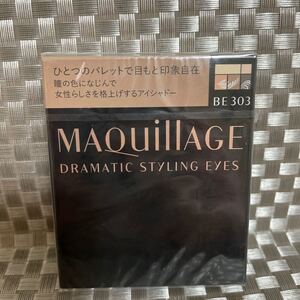 ひとつのパレットで目もと印象自在
瞳の色になじんで
女性らしさを格上げするアイシャドー
BE 303
MAQuillAGE
DRAMATIC STYLING EYES